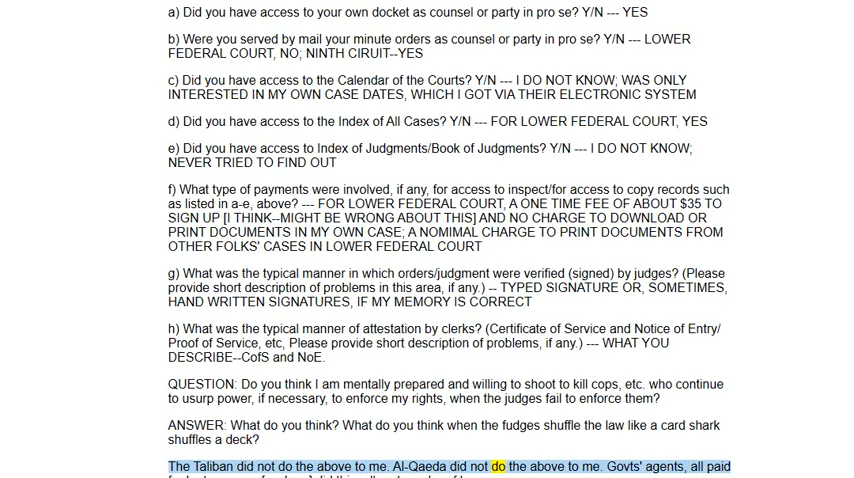 a) Did you have access to your own docket as counsel or party in pro se? Y/N --- YES
b) Were you served by mail your minute orders as counsel or party in pro se? Y/N --- LOWER
FEDERAL COURT, NO; NINTH CIRUIT--YES
c) Did you have access to the Calendar of the Courts? Y/N --- I DO NOT KNOW; WAS ONLY
INTERESTED IN MY OWN CASE DATES, WHICH I GOT VIA THEIR ELECTRONIC SYSTEM
d) Did you have access to the Index of All Cases? Y/N --- FOR LOWER FEDERAL COURT, YES
e) Did you have access to Index of Judgments/Book of Judgments? Y/N --- I DO NOT KNOW;
NEVER TRIED TO FIND OUT
f) What type of payments were involved, if any, for access to inspect/for access to copy records such
as listed in a-e, above? --- FOR LOWER FEDERAL COURT, A ONE TIME FEE OF ABOUT $35 TO
SIGN UP [I THINK--MIGHT BE WRONG ABOUT THIS] AND NO CHARGE TO DOWNLOAD OR
PRINT DOCUMENTS IN MY OWN CASE; A NOMIMAL CHARGE TO PRINT DOCUMENTS FROM
OTHER FOLKS' CASES IN LOWER FEDERAL COURT
g) What was the typical manner in which orders/judgment were verified (signed) by judges? (Please
provide short description of problems in this area, if any.) -- TYPED SIGNATURE OR, SOMETIMES,
HAND WRITTEN SIGNATURES, IF MY MEMORY IS CORRECT
h) What was the typical manner of attestation by clerks? (Certificate of Service and Notice of Entry/
Proof of Service, etc, Please provide short description of problems, if any.) --- WHAT YOU
DESCRIBE--CofS and NoE.
QUESTION: Do you think I am mentally prepared and willing to shoot to kill cops, etc. who continue
to usurp power, if necessary, to enforce my rights, when the judges fail to enforce them?
ANSWER: What do you think? What do you think when the fudges shuffle the law like a card shark
shuffles a deck?
The Taliban did not do the above to me. Al-Qaeda did not do the above to me. Govts' agents, all paid